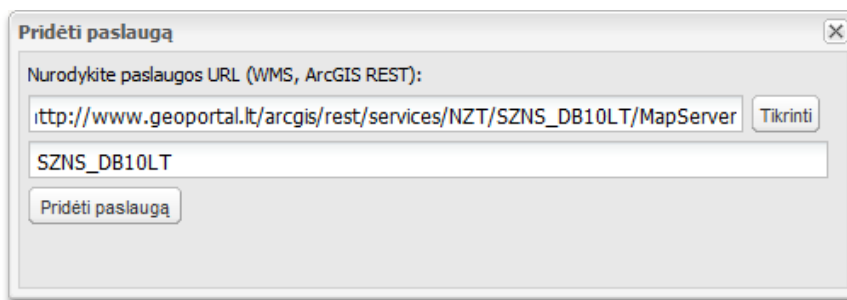 Pridėti paslaugą
Nurodykite paslaugos URL (WMS, ArcGIS REST):
ttp://www.geoportal.lt/arcgis/rest/services/NZT/SZNS_DB10LT/MapServer Tikrinti
SZNS_DB10LT
Pridėti paslaugą